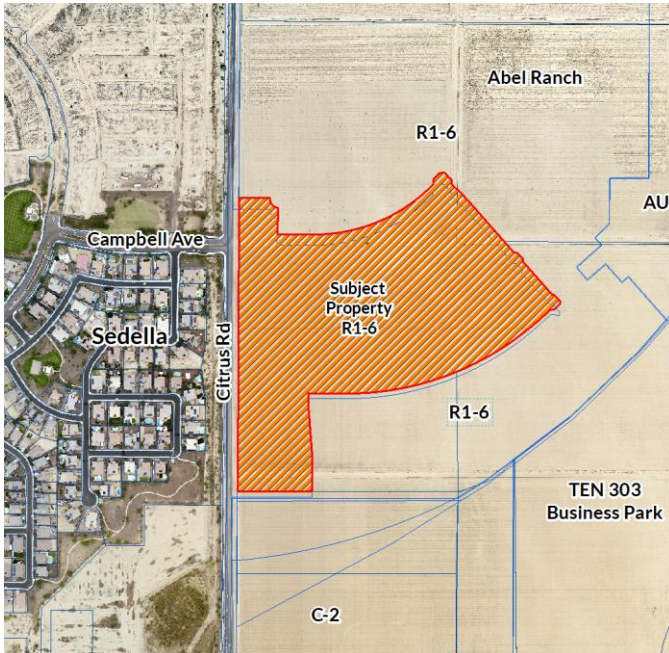 Abel Ranch
R1-6
AU
Campbell Ave
Subject
Property
R1-6
Sedella
Citrus Rd
R1-6
TEN 303
Business Park
C-2